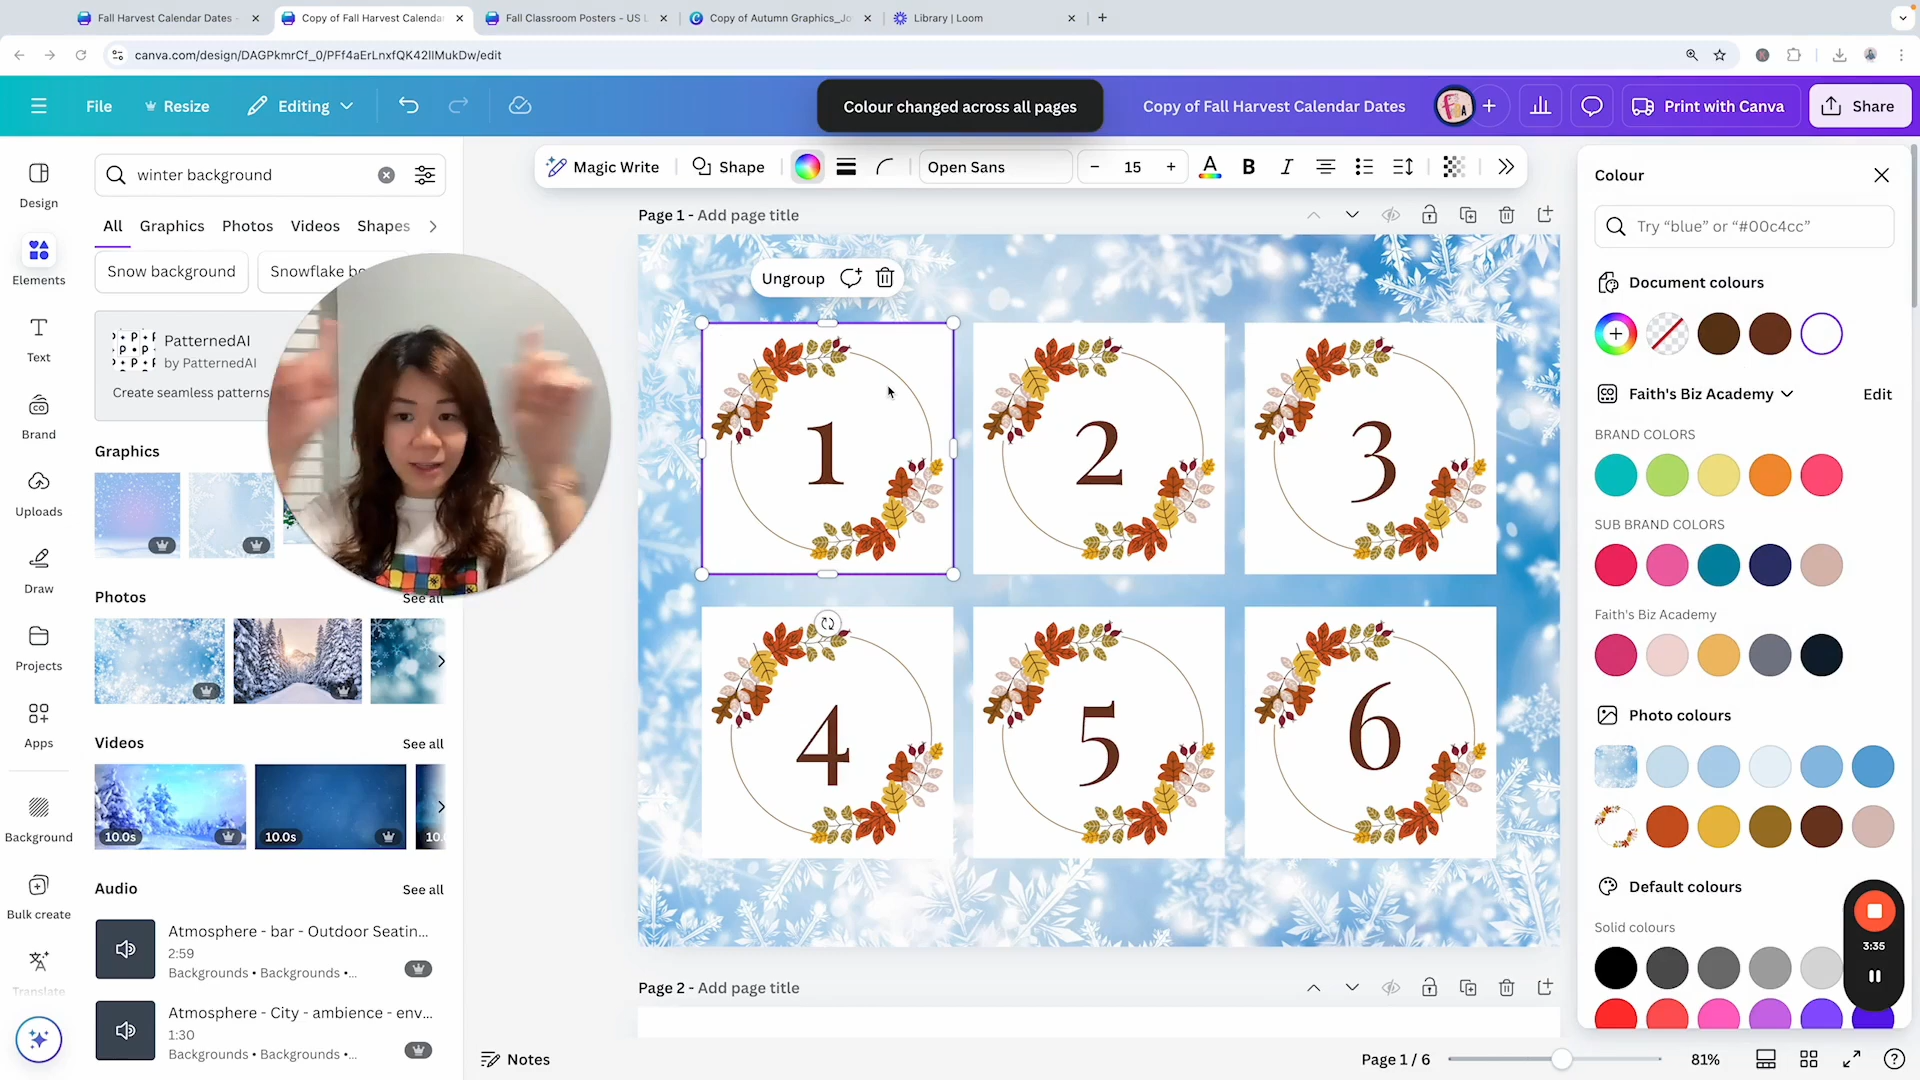 Fall Harvest Calendar Dates -
Copy of Fall Harvest Calenda
Fall Classroom Posters - US L
Copy of Autumn Graphics_Jo
Library | Loom
canva.com/design/DAGPkmrCf_0/PFf4aErLnxfQK42lIMukDw/edit
File
Resize
Editing
Colour changed across all pages
Copy of Fall Harvest Calendar Dates
Print with Canva
Share
Design
Elements
Text
Brand
Uploads
Draw
Projects
Apps
Background
Bulk create
Translate
winter background
All
Graphics
Photos
Videos
Shapes
Snow background
Snowflake
PatternedAI
by PatternedAI
Create seamless patterns
Graphics
Photos
See all
Videos
See all
10.0s
10.0s
10.
Audio
See all
Atmosphere - bar - Outdoor Seatin...
2:59
Backgrounds • Backgrounds •...
Atmosphere - City - ambience - env...
1:30
Backgrounds • Backgrounds •...
Magic Write
Shape
Open Sans
– 15 +
A
B
I
Page 1 - Add page title
Ungroup
1
2
3
4
5
6
Page 2 - Add page title
Notes
Page 1 / 6
81%
Colour
Try “blue” or “#00c4cc”
Document colours
Faith's Biz Academy
Edit
BRAND COLORS
SUB BRAND COLORS
Faith's Biz Academy
Photo colours
Default colours
Solid colours
3:35